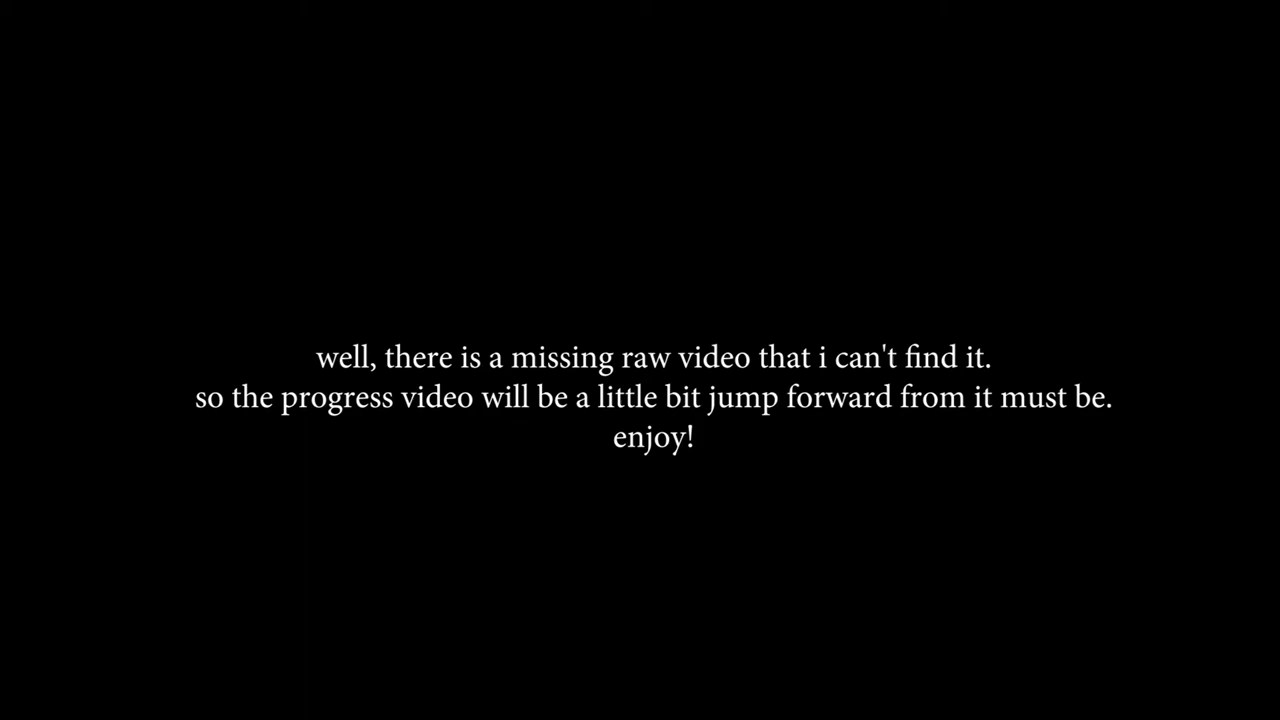 well, there is a missing raw video that i can't find it.
so the progress video will be a little bit jump forward from it must be.
enjoy!